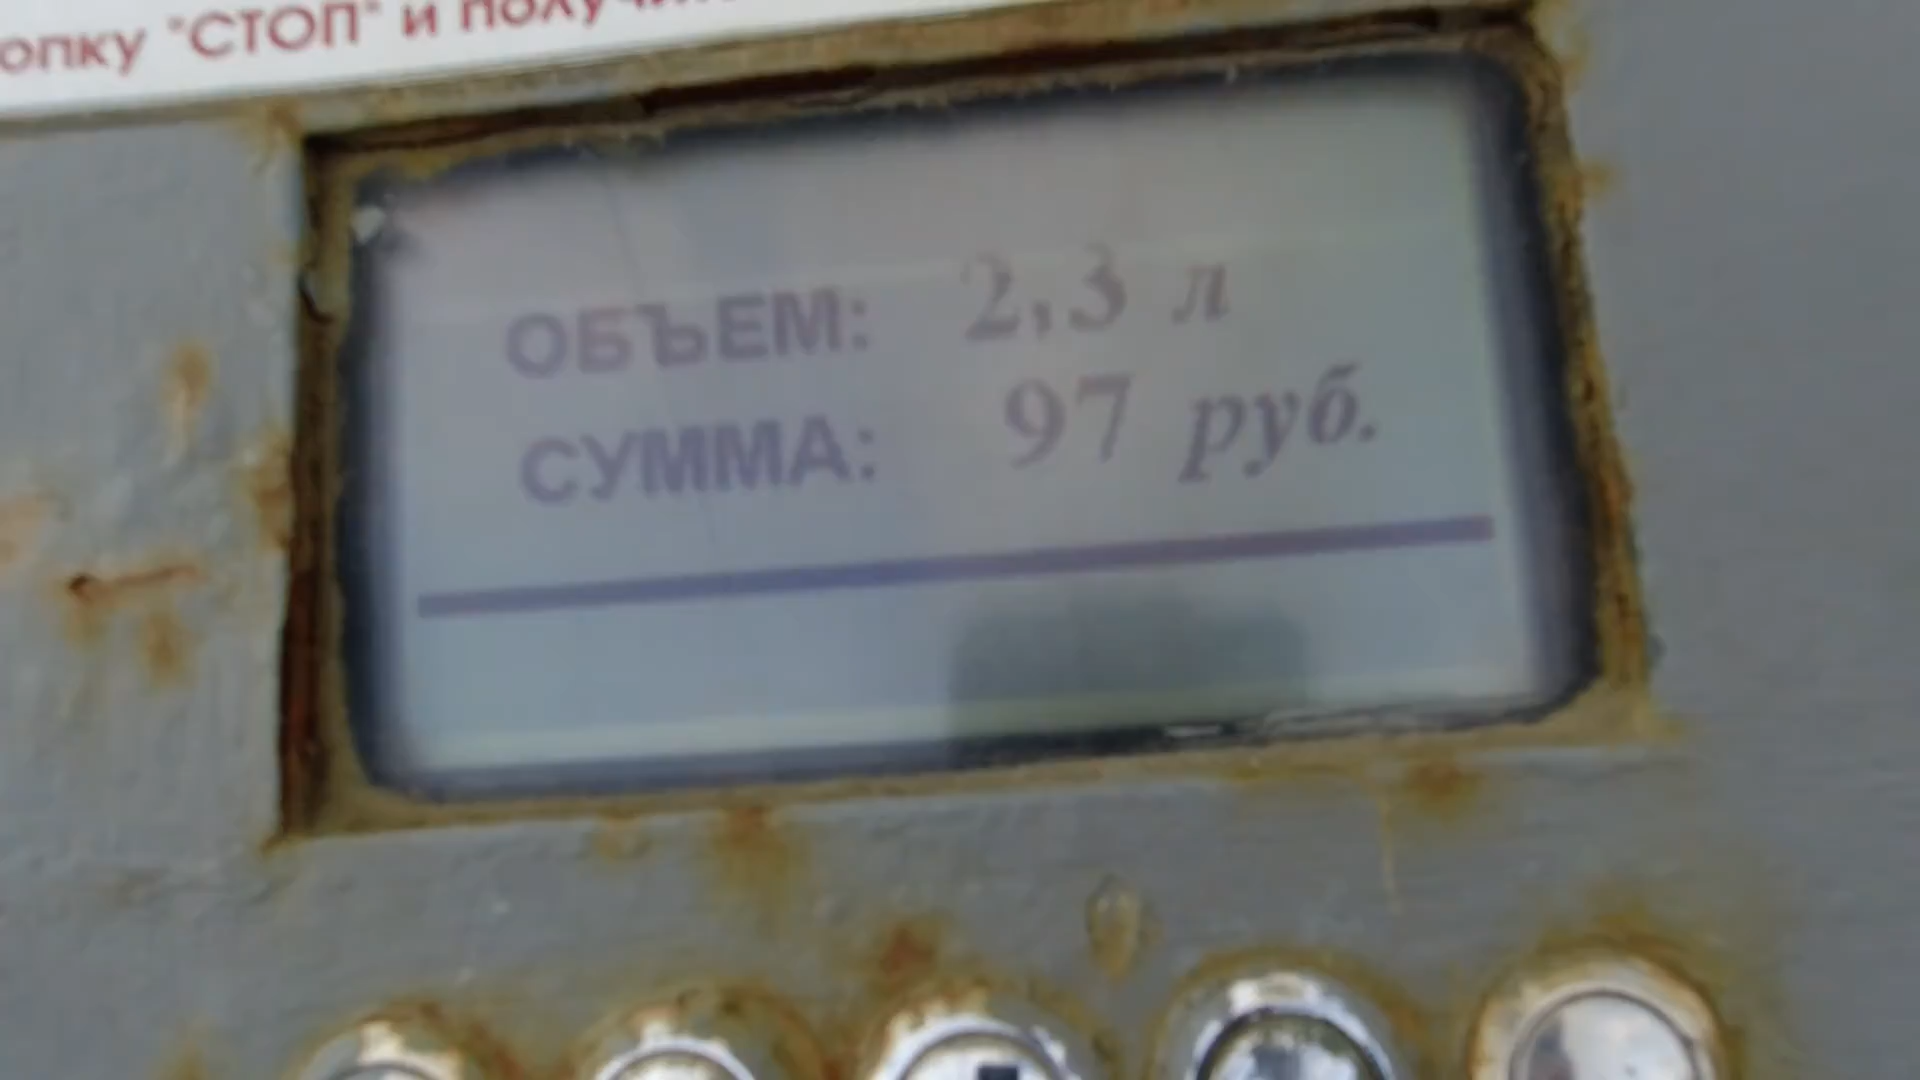 опку "СТОП" и получи
ОБЪЕМ: 2,3 л
СУММА: 97 руб.